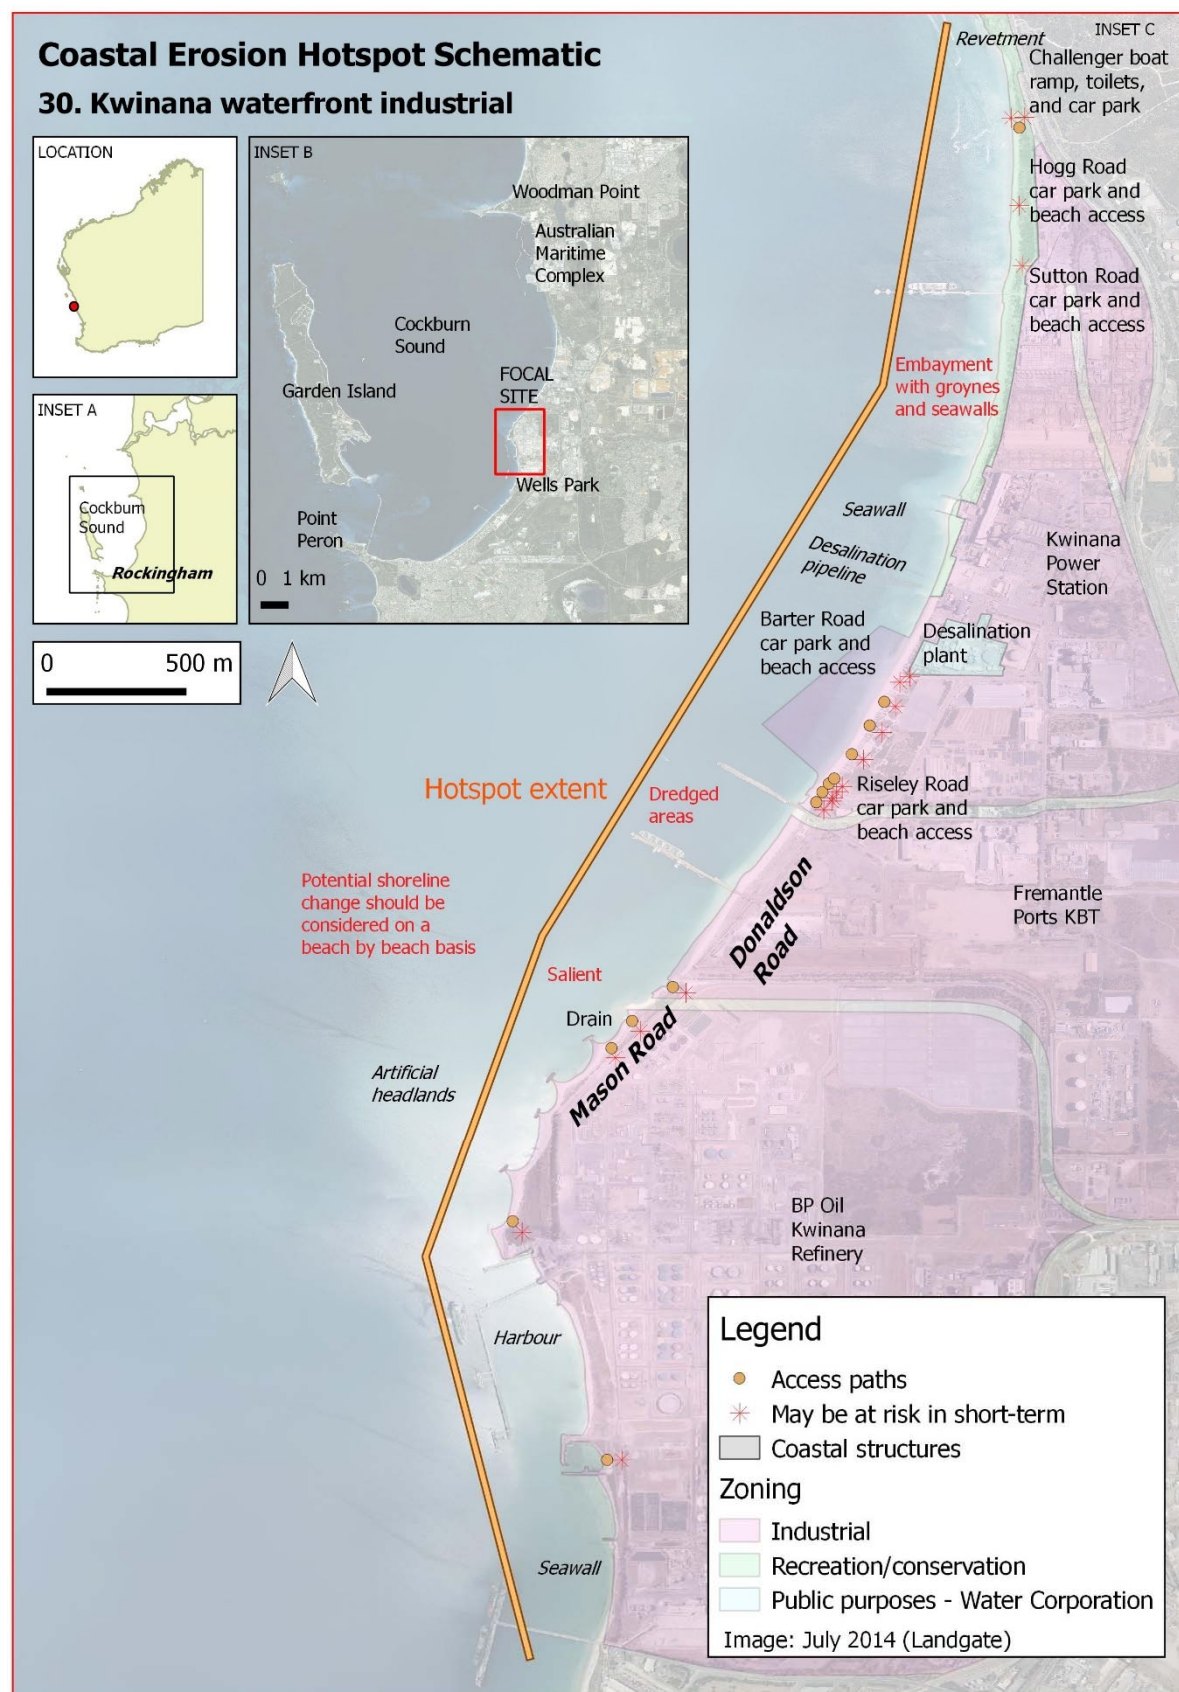 Coastal Erosion Hotspot Schematic
30. Kwinana waterfront industrial
LOCATION
INSET A
Cockburn
Sound
Rockingham
INSET B
Woodman Point
Australian
Maritime
Complex
Cockburn
Sound
Garden Island
FOCAL
SITE
Wells Park
Point
Peron
0 1 km
0 500 m
INSET C
Revetment
Challenger boat
ramp, toilets,
and car park
Hogg Road
car park and
beach access
Sutton Road
car park and
beach access
Embayment
with groynes
and seawalls
Seawall
Desalination
pipeline
Kwinana
Power
Station
Barter Road
car park and
beach access
Desalination
plant
Hotspot extent
Dredged
areas
Riseley Road
car park and
beach access
Potential shoreline
change should be
considered on a
beach by beach basis
Donaldson
Road
Fremantle
Ports KBT
Salient
Drain
Mason Road
Artificial
headlands
BP Oil
Kwinana
Refinery
Harbour
Seawall
Legend
Access paths
May be at risk in short-term
Coastal structures
Zoning
Industrial
Recreation/conservation
Public purposes - Water Corporation
Image: July 2014 (Landgate)